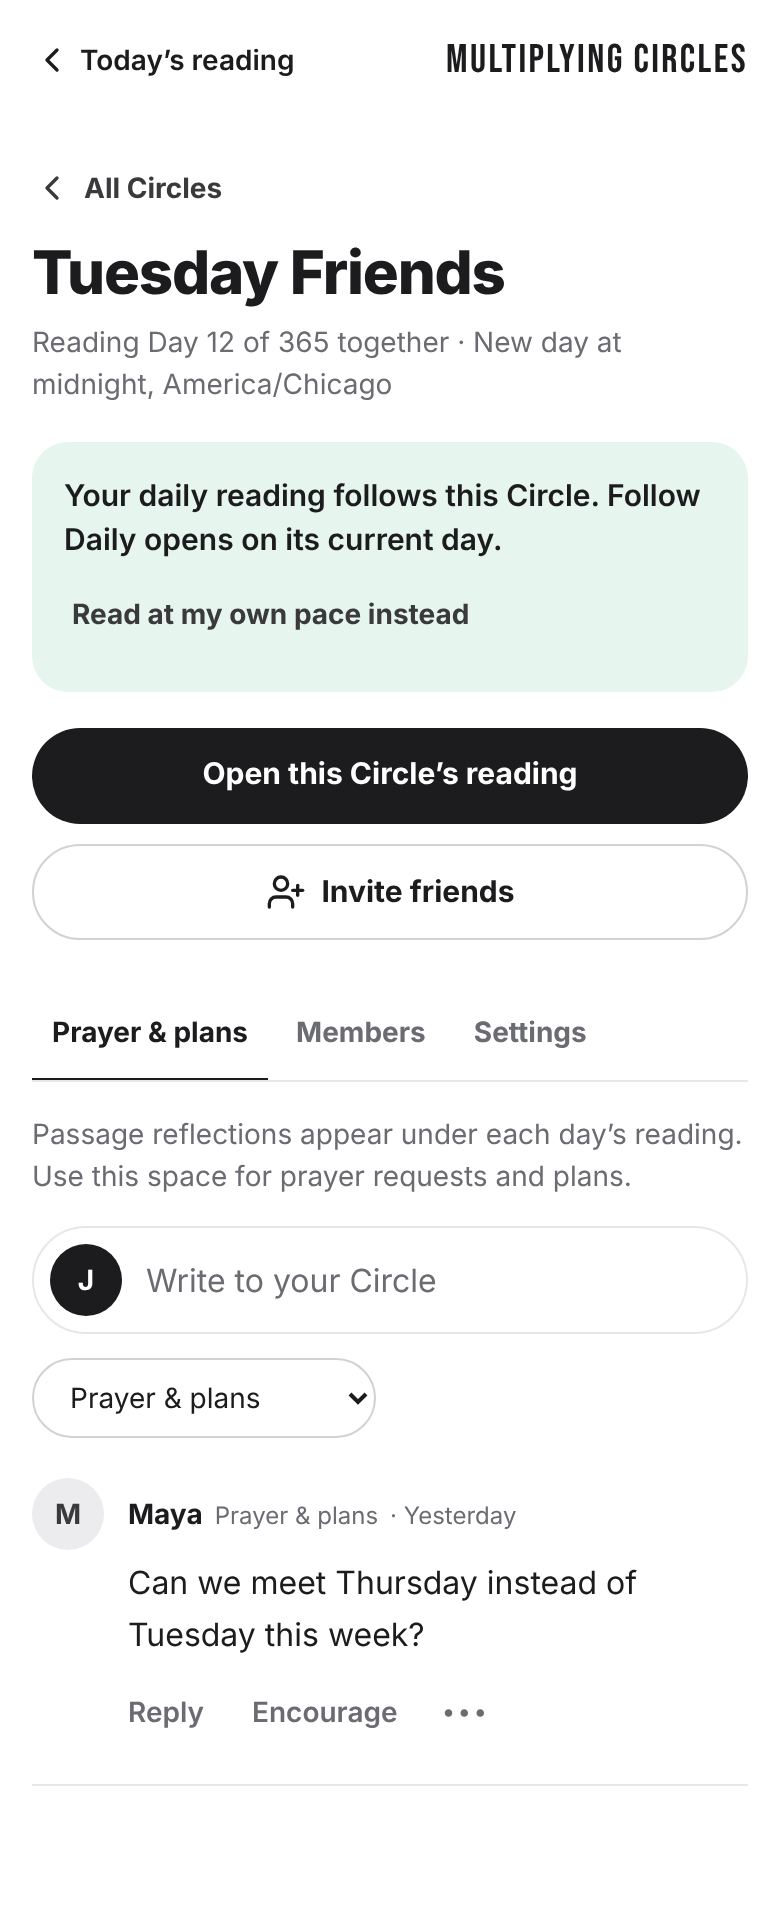 Today’s reading
MULTIPLYING CIRCLES
All Circles
Tuesday Friends
Reading Day 12 of 365 together · New day at
midnight, America/Chicago
Your daily reading follows this Circle. Follow
Daily opens on its current day.
Read at my own pace instead
Open this Circle’s reading
Invite friends
Prayer & plans Members Settings
Passage reflections appear under each day’s reading.
Use this space for prayer requests and plans.
J Write to your Circle
Prayer & plans
M Maya Prayer & plans · Yesterday
Can we meet Thursday instead of
Tuesday this week?
Reply Encourage •••